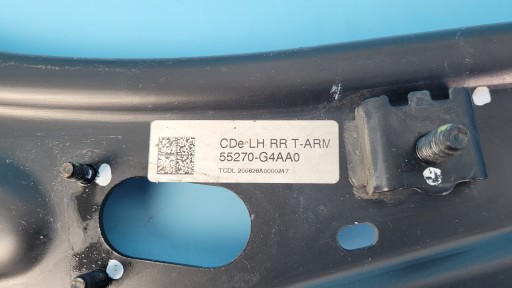 CDe LH RR T-ARM
55270-G4AA0
TCDL 200828A0000247